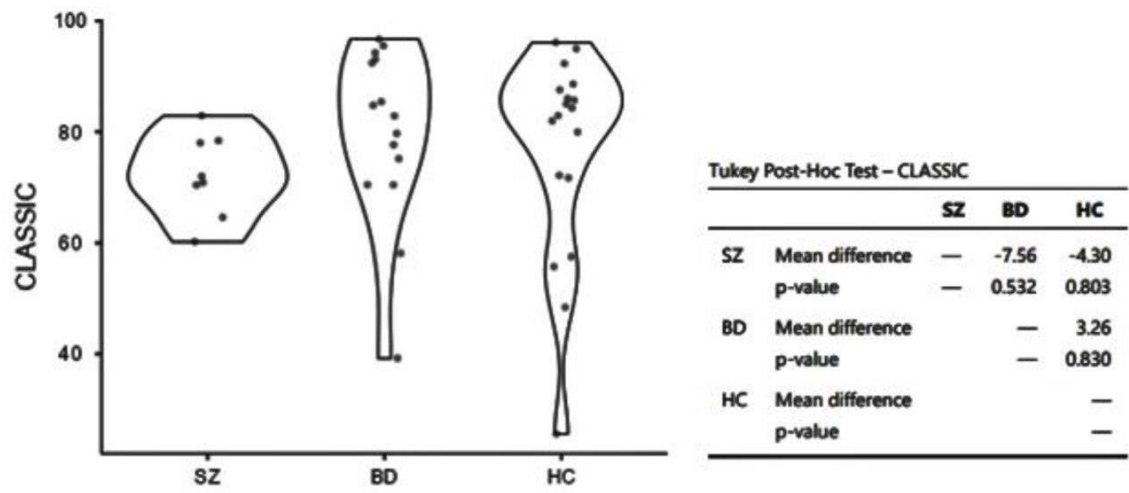 100
80
60
40
CLASSIC
SZ BD HC
Tukey Post-Hoc Test – CLASSIC
SZ BD HC
SZ Mean difference — -7.56 -4.30
p-value — 0.532 0.803
BD Mean difference — 3.26
p-value — 0.830
HC Mean difference —
p-value —